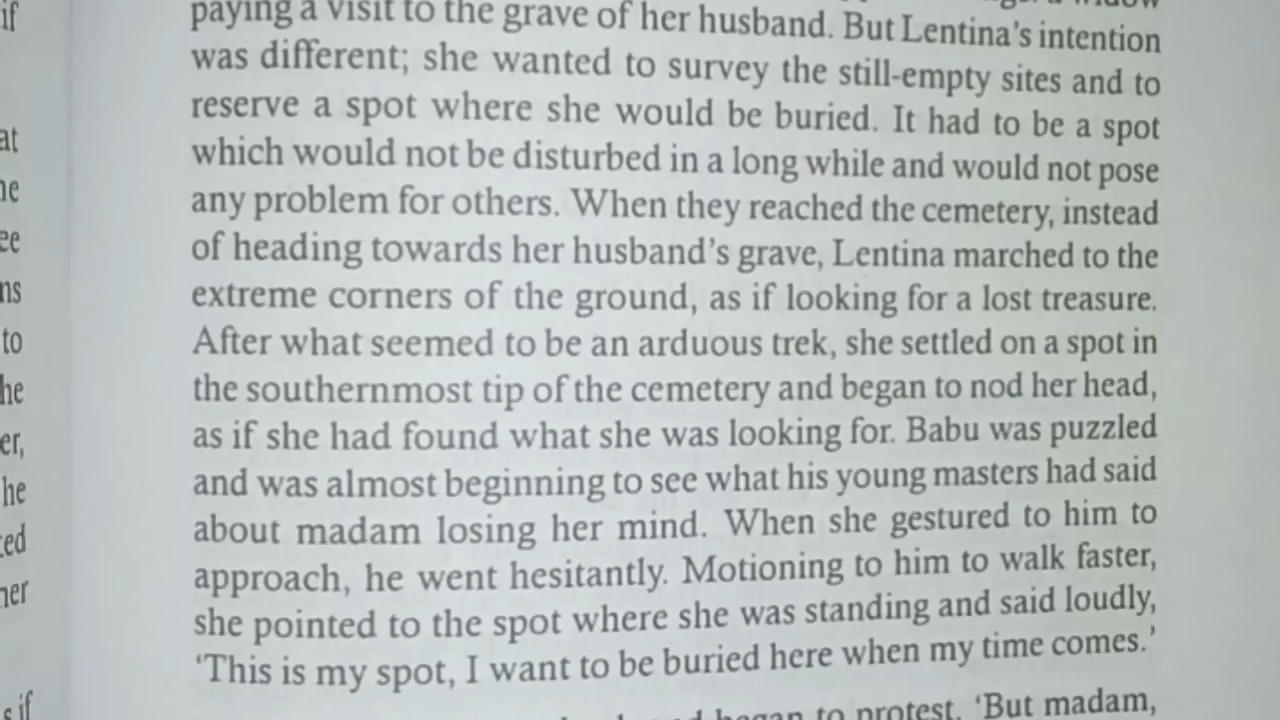 if
at
to
he
er,
he
paying a visit to the grave of her husband. But Lentina's intention
was different; she wanted to survey the still-empty sites and to
reserve a spot where she would be buried. It had to be a spot
which would not be disturbed in a long while and would not pose
any problem for others. When they reached the cemetery, instead
of heading towards her husband's grave, Lentina marched to the
extreme corners of the ground, as if looking for a lost treasure.
After what seemed to be an arduous trek, she settled on a spot in
the southernmost tip of the cemetery and began to nod her head,
as if she had found what she was looking for. Babu was puzzled
and was almost beginning to see what his young masters had said
about madam losing her mind. When she gestured to him to
approach, he went hesitantly. Motioning to him to walk faster,
she pointed to the spot where she was standing and said loudly,
‘This is my spot, I want to be buried here when my time comes.’
began to protest. ‘But madam,